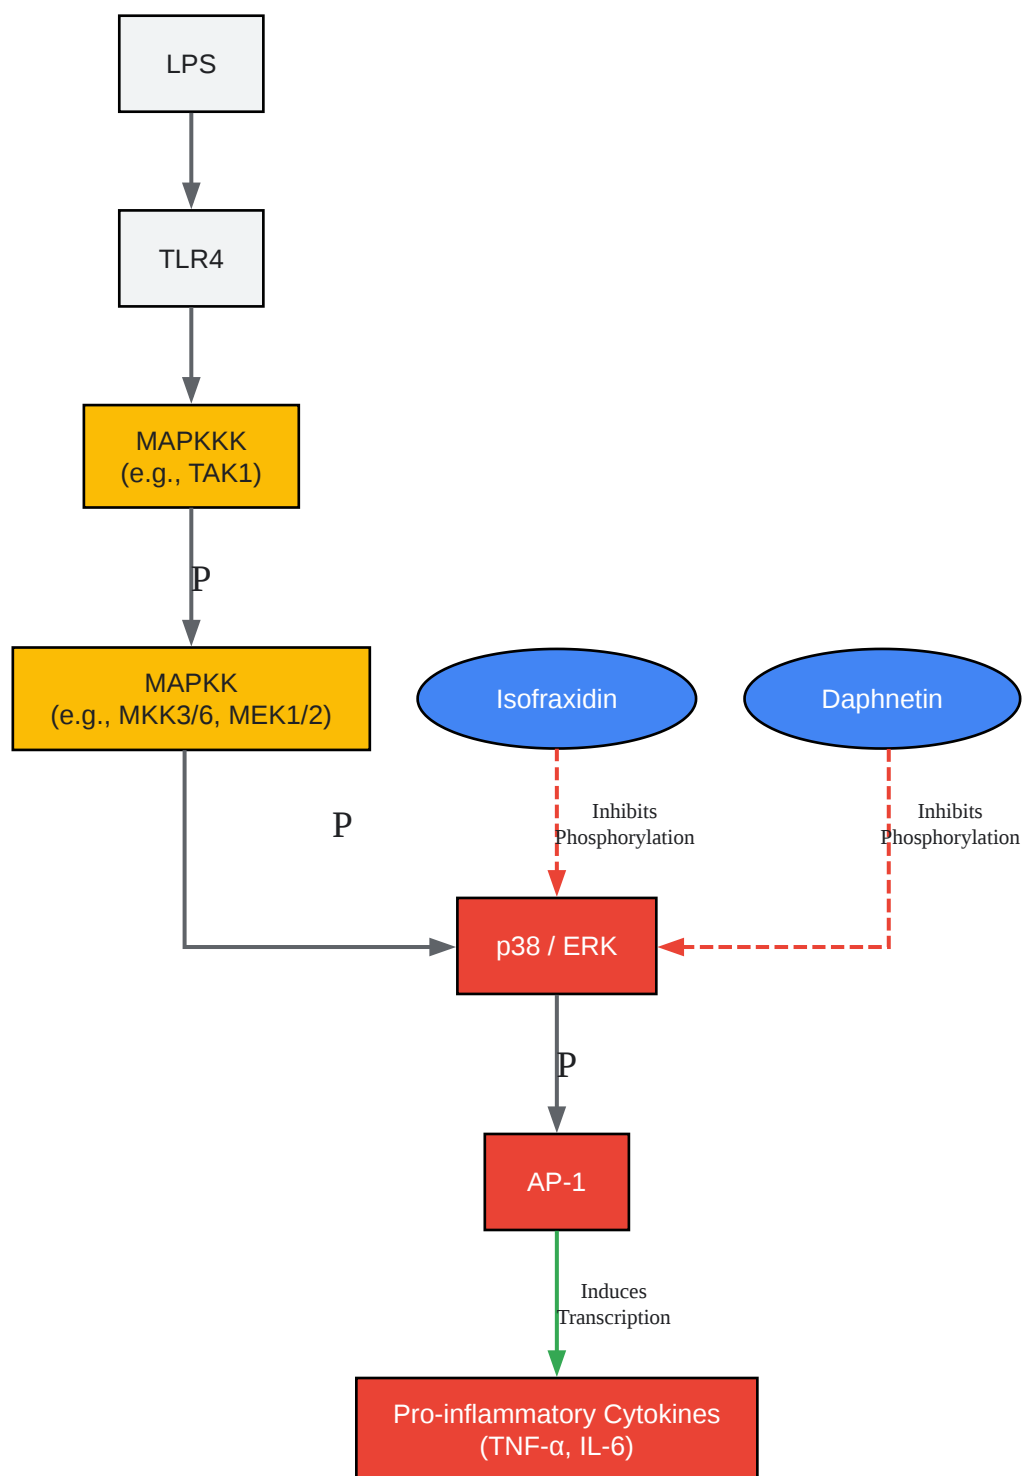 LPS
TLR4
MAPKKK
(e.g., TAK1)
P
MAPKK
(e.g., MKK3/6, MEK1/2)
Isofraxidin
Daphnetin
P
Inhibits
Phosphorylation
Inhibits
Phosphorylation
p38 / ERK
P
AP-1
Induces
Transcription
Pro-inflammatory Cytokines
(TNF-α, IL-6)